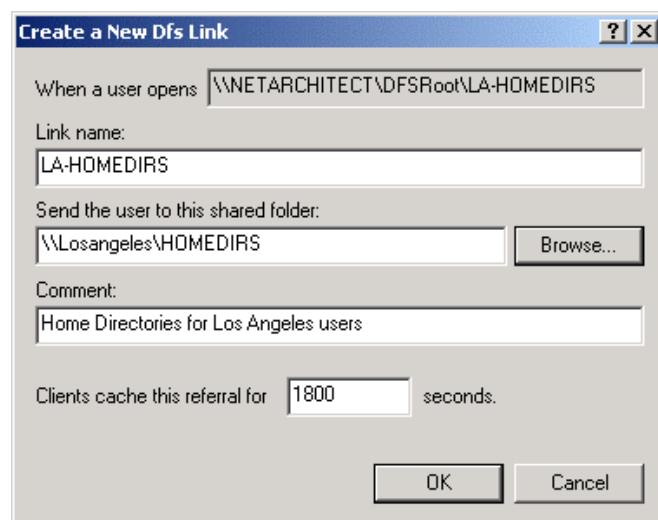 Create a New Dfs Link
When a user opens \\NETARCHITECT\DFSRoot\LA-HOMEDIRS
Link name:
LA-HOMEDIRS
Send the user to this shared folder:
\\Losangeles\HOMEDIRS Browse...
Comment:
Home Directories for Los Angeles users
Clients cache this referral for 1800 seconds.
OK Cancel